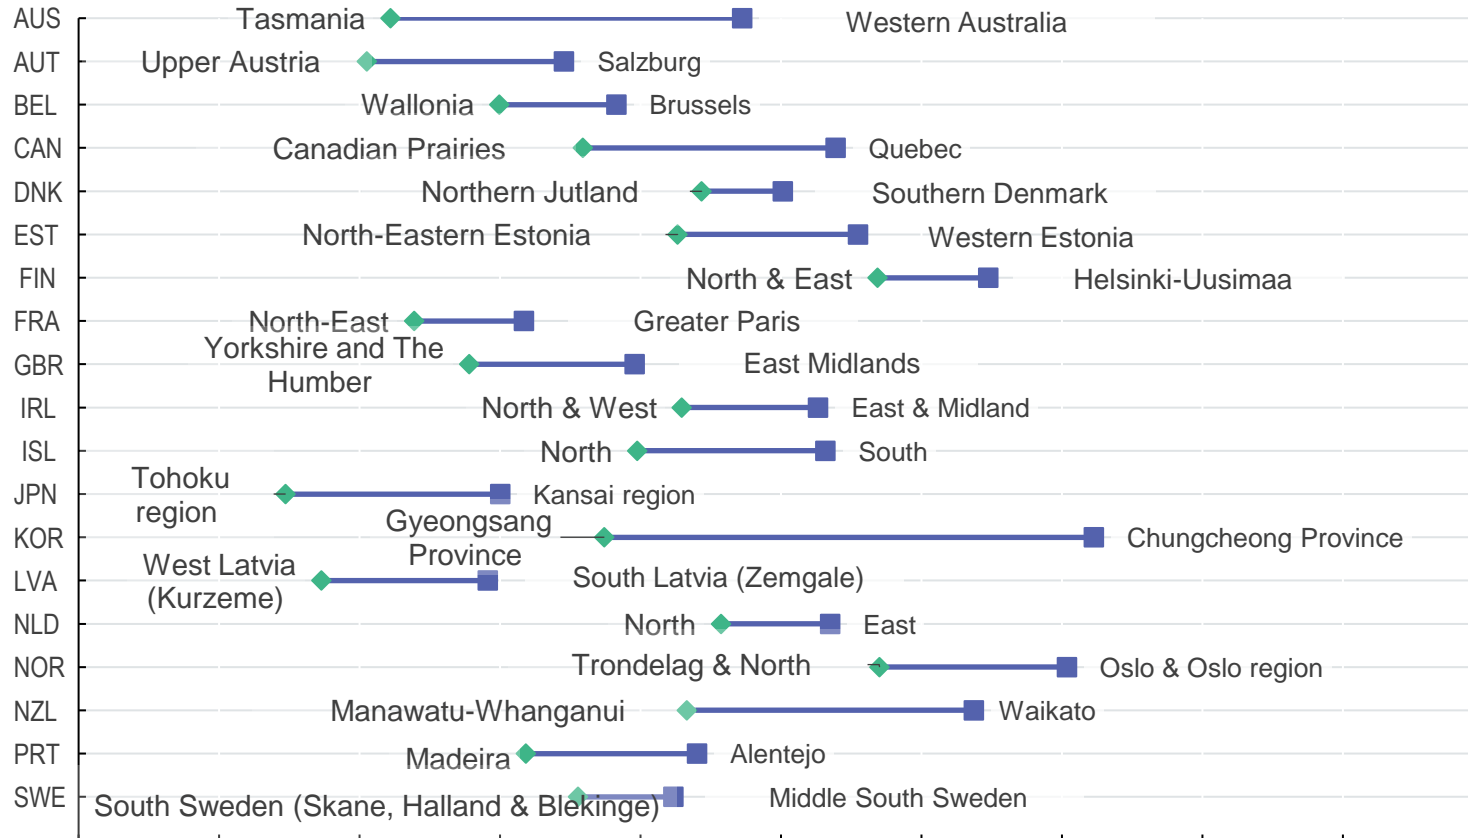 AUS Tasmania Western Australia
AUT Upper Austria Salzburg
BEL Wallonia Brussels
CAN Canadian Prairies Quebec
DNK Northern Jutland Southern Denmark
EST North-Eastern Estonia Western Estonia
FIN North & East Helsinki-Uusimaa
FRA North-East Greater Paris
GBR Yorkshire and The
Humber East Midlands
IRL North & West East & Midland
ISL North South
JPN Tohoku
region Kansai region
KOR Gyeongsang
Province Chungcheong Province
LVA West Latvia
(Kurzeme) South Latvia (Zemgale)
NLD North East
NOR Trondelag & North Oslo & Oslo region
NZL Manawatu-Whanganui Waikato
PRT Madeira Alentejo
SWE South Sweden (Skane, Halland & Blekinge) Middle South Sweden